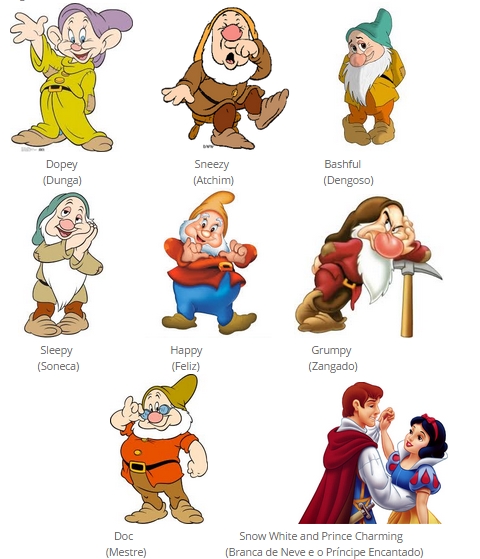 Dopey
(Dunga)
Sneezy
(Atchim)
Bashful
(Dengoso)
Sleepy
(Soneca)
Happy
(Feliz)
Grumpy
(Zangado)
Doc
(Mestre)
Snow White and Prince Charming
(Branca de Neve e o Príncipe Encantado)